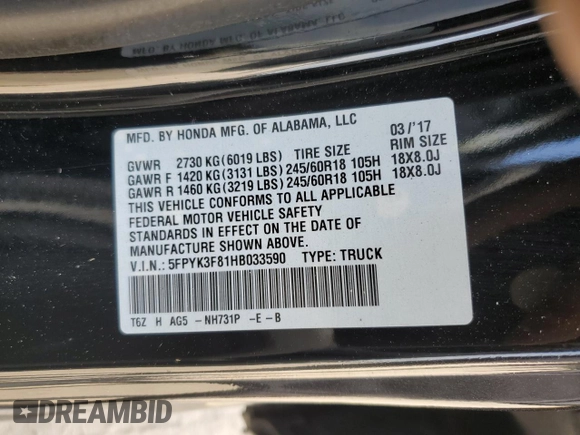 MFD. BY HONDA MFG. OF ALABAMA, LLC 03/'17
GVWR 2730 KG(6019 LBS) TIRE SIZE RIM SIZE
GAWR F 1420 KG(3131 LBS) 245/60R18 105H 18X8.0J
GAWR R 1460 KG(3219 LBS) 245/60R18 105H 18X8.0J
THIS VEHICLE CONFORMS TO ALL APPLICABLE
FEDERAL MOTOR VEHICLE SAFETY
STANDARDS IN EFFECT ON THE DATE OF
MANUFACTURE SHOWN ABOVE.
V.I.N.: 5FPYK3F81HB033590 TYPE: TRUCK
T6Z H AG5 -NH731P -E-B
DREAMBID